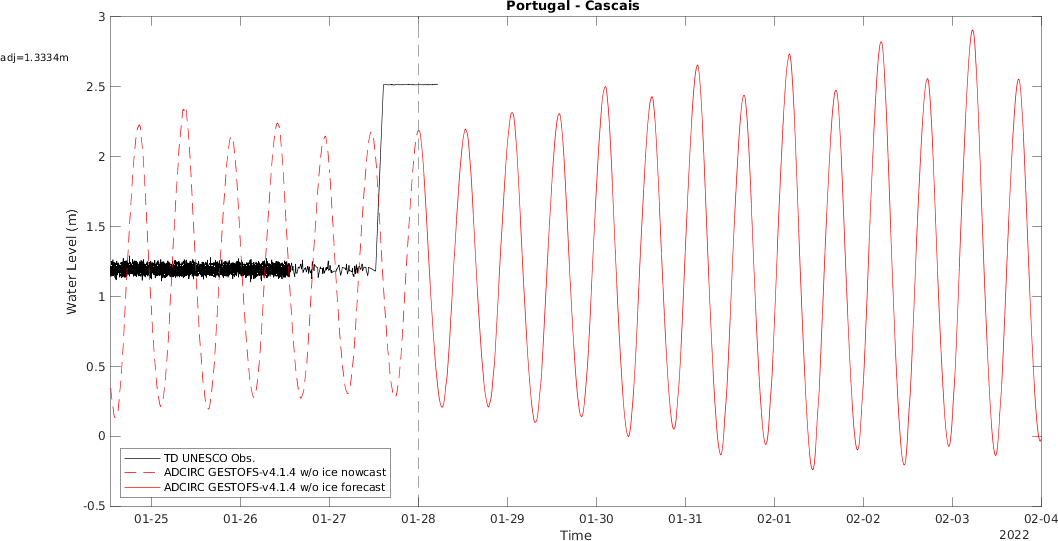 Portugal - Cascais
adj=1.3334m
3
2.5
2
1.5
1
0.5
0
-0.5
Water Level (m)
TD UNESCO Obs.
ADCIRC GESTOFS-v4.1.4 w/o ice nowcast
ADCIRC GESTOFS-v4.1.4 w/o ice forecast
01-25 01-26 01-27 01-28 01-29 01-30 01-31 02-01 02-02 02-03 02-04
Time
2022